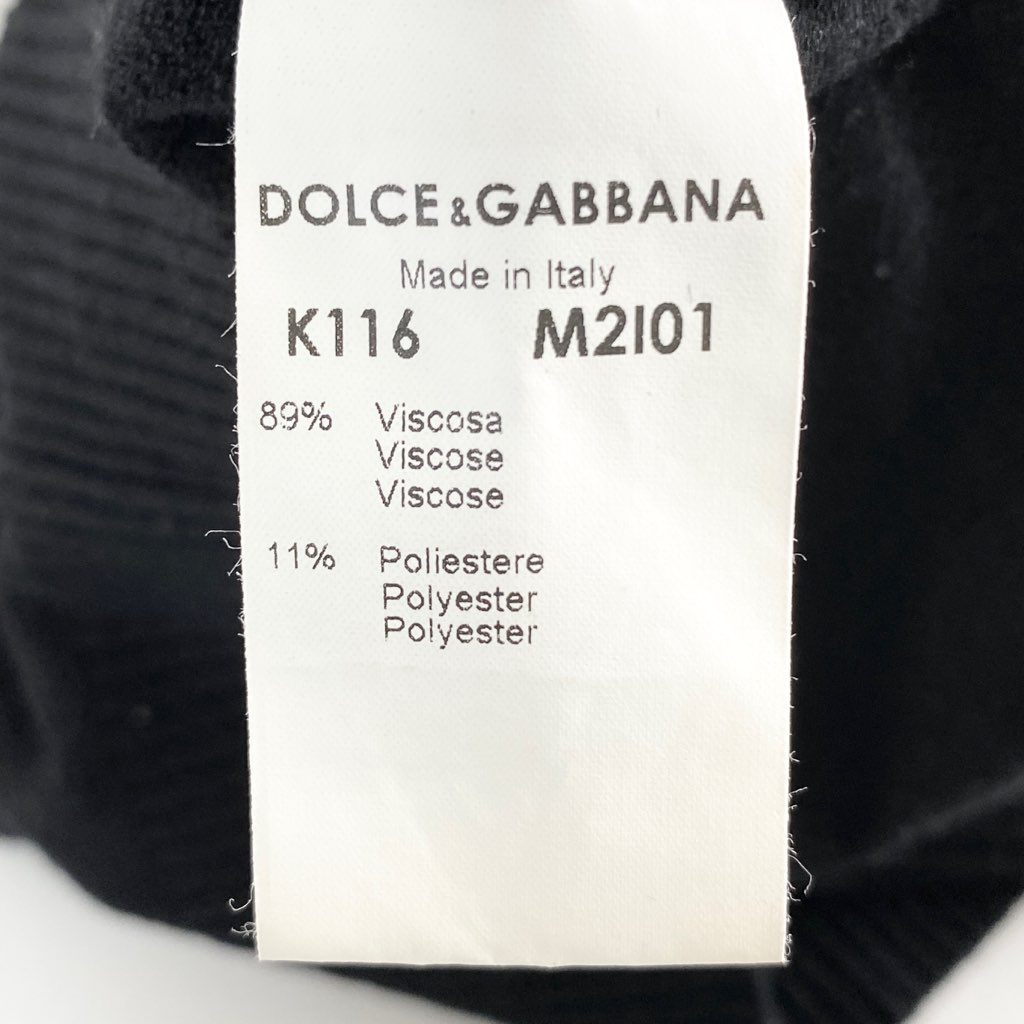 DOLCE&GABBANA
Made in Italy
K116 M2I01
89% Viscosa
Viscose
Viscose
11% Poliestere
Polyester
Polyester